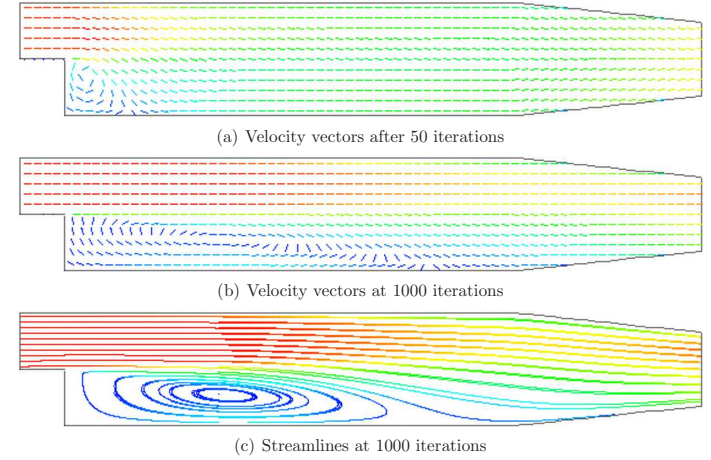 (a) Velocity vectors after 50 iterations
(b) Velocity vectors at 1000 iterations
(c) Streamlines at 1000 iterations